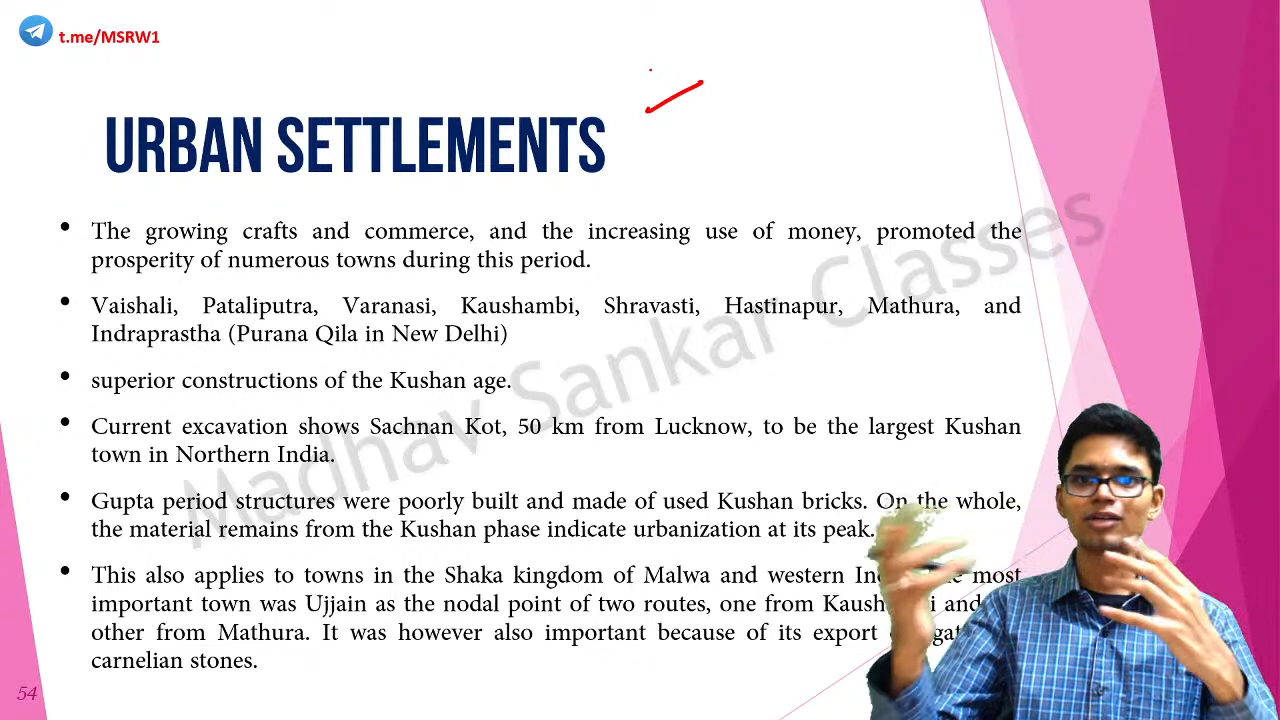 t.me/MSRW1
URBAN SETTLEMENTS
• The growing crafts and commerce, and the increasing use of money, promoted the
prosperity of numerous towns during this period.
• Vaishali, Pataliputra, Varanasi, Kaushambi, Shravasti, Hastinapur, Mathura, and
Indraprastha (Purana Qila in New Delhi)
• superior constructions of the Kushan age.
• Current excavation shows Sachnan Kot, 50 km from Lucknow, to be the largest Kushan
town in Northern India.
• Gupta period structures were poorly built and made of used Kushan bricks. On the whole,
the material remains from the Kushan phase indicate urbanization at its peak.
• This also applies to towns in the Shaka kingdom of Malwa and western most
important town was Ujjain as the nodal point of two routes, one from and
other from Mathura. It was however also important because of its export
carnelian stones.
Madhav Sankar Classes
54